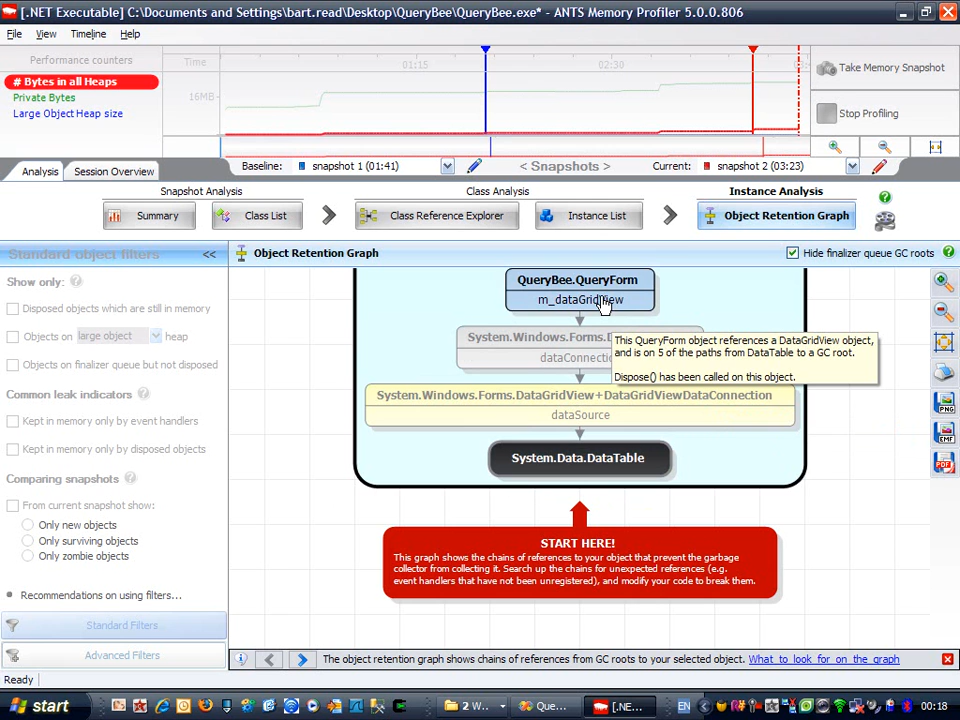 [.NET Executable] C:\Documents and Settings\bart.read\Desktop\QueryBee\QueryBee.exe* - ANTS Memory Profiler 5.0.0.806
File View Timeline Help
Performance counters
# Bytes in all Heaps
Private Bytes
Large Object Heap size
Time
01:15
02:30
16MB
Take Memory Snapshot
Stop Profiling
Analysis
Session Overview
Baseline: snapshot 1 (01:41)
< Snapshots >
Current: snapshot 2 (03:23)
Snapshot Analysis
Class Analysis
Instance Analysis
Summary
Class List
Class Reference Explorer
Instance List
Object Retention Graph
Standard object filters
<<
Object Retention Graph
Hide finalizer queue GC roots
Show only:
Disposed objects which are still in memory
Objects on large object heap
Objects on finalizer queue but not disposed
Common leak indicators
Kept in memory only by event handlers
Kept in memory only by disposed objects
Comparing snapshots
From current snapshot show:
Only new objects
Only surviving objects
Only zombie objects
Recommendations on using filters...
Standard Filters
Advanced Filters
QueryBee.QueryForm
m_dataGridView
System.Windows.Forms.D
dataConnectio
This QueryForm object references a DataGridView object,
and is on 5 of the paths from DataTable to a GC root.
Dispose() has been called on this object.
System.Windows.Forms.DataGridView+DataGridViewDataConnection
dataSource
System.Data.DataTable
START HERE!
This graph shows the chains of references to your object that prevent the garbage
collector from collecting it. Search up the chains for unexpected references (e.g.
event handlers that have not been unregistered), and modify your code to break them.
PNG
EMF
PDF
The object retention graph shows chains of references from GC roots to your selected object. What to look for on the graph
Ready
start
2 W...
Que...
[.NE...
EN
00:18